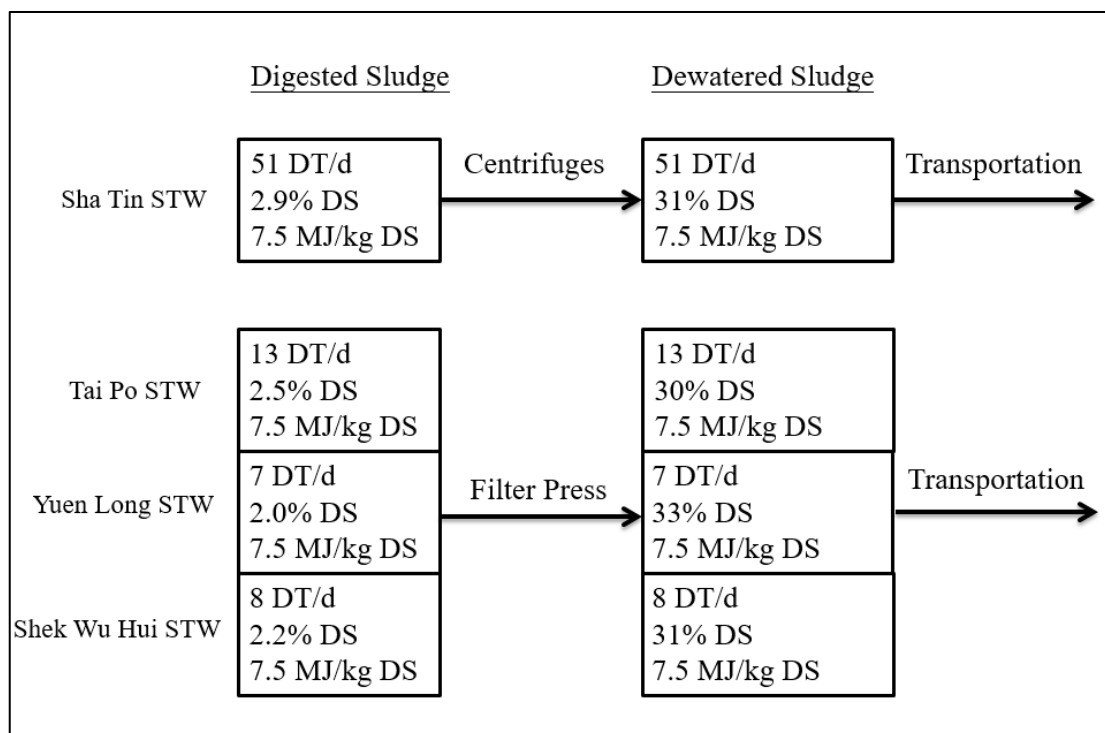 Digested Sludge
Dewatered Sludge
Sha Tin STW
51 DT/d
2.9% DS
7.5 MJ/kg DS
Centrifuges
51 DT/d
31% DS
7.5 MJ/kg DS
Transportation
Tai Po STW
13 DT/d
2.5% DS
7.5 MJ/kg DS
13 DT/d
30% DS
7.5 MJ/kg DS
Yuen Long STW
7 DT/d
2.0% DS
7.5 MJ/kg DS
Filter Press
7 DT/d
33% DS
7.5 MJ/kg DS
Transportation
Shek Wu Hui STW
8 DT/d
2.2% DS
7.5 MJ/kg DS
8 DT/d
31% DS
7.5 MJ/kg DS